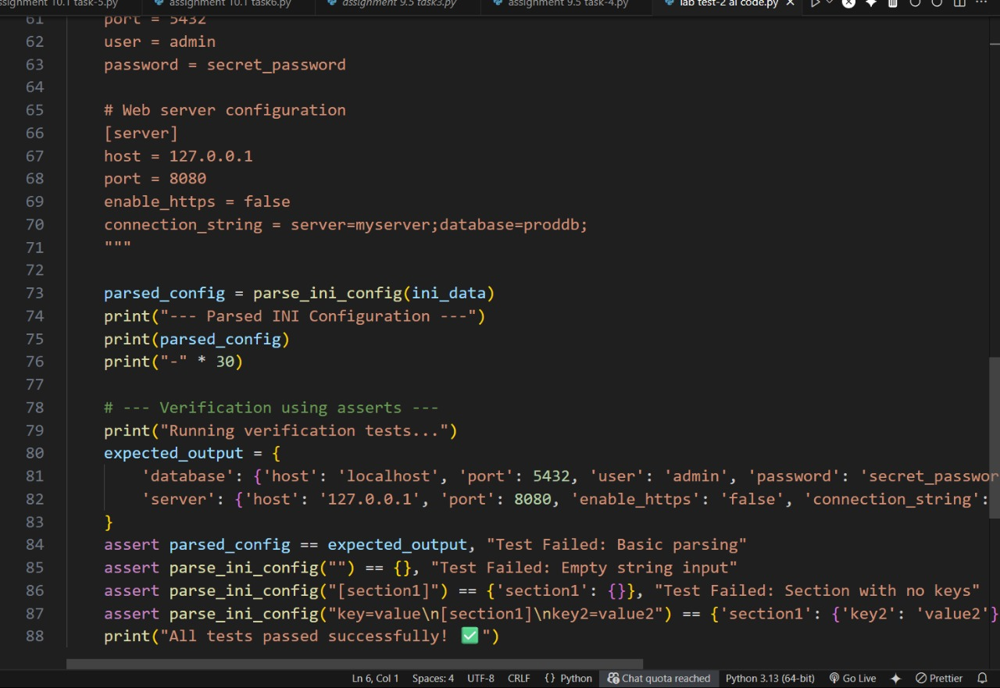 ssignment 10.1 task-5.py assignment 10.1 task6.py assignment 9.5 task3.py assignment 9.5 task-4.py lab test-2 ai code.py
61 port = 5432
62 user = admin
63 password = secret_password
64
65 # Web server configuration
66 [server]
67 host = 127.0.0.1
68 port = 8080
69 enable_https = false
70 connection_string = server=myserver;database=proddb;
71 """
72
73 parsed_config = parse_ini_config(ini_data)
74 print("--- Parsed INI Configuration ---")
75 print(parsed_config)
76 print("-" * 30)
77
78 # --- Verification using asserts ---
79 print("Running verification tests...")
80 expected_output = {
81 'database': {'host': 'localhost', 'port': 5432, 'user': 'admin', 'password': 'secret_passwor
82 'server': {'host': '127.0.0.1', 'port': 8080, 'enable_https': 'false', 'connection_string':
83 }
84 assert parsed_config == expected_output, "Test Failed: Basic parsing"
85 assert parse_ini_config("") == {}, "Test Failed: Empty string input"
86 assert parse_ini_config("[section1]") == {'section1': {}}, "Test Failed: Section with no keys"
87 assert parse_ini_config("key=value\n[section1]\nkey2=value2") == {'section1': {'key2': 'value2'}
88 print("All tests passed successfully! ✅")
Ln 6, Col 1 Spaces: 4 UTF-8 CRLF {} Python Chat quota reached Python 3.13 (64-bit) Go Live Prettier